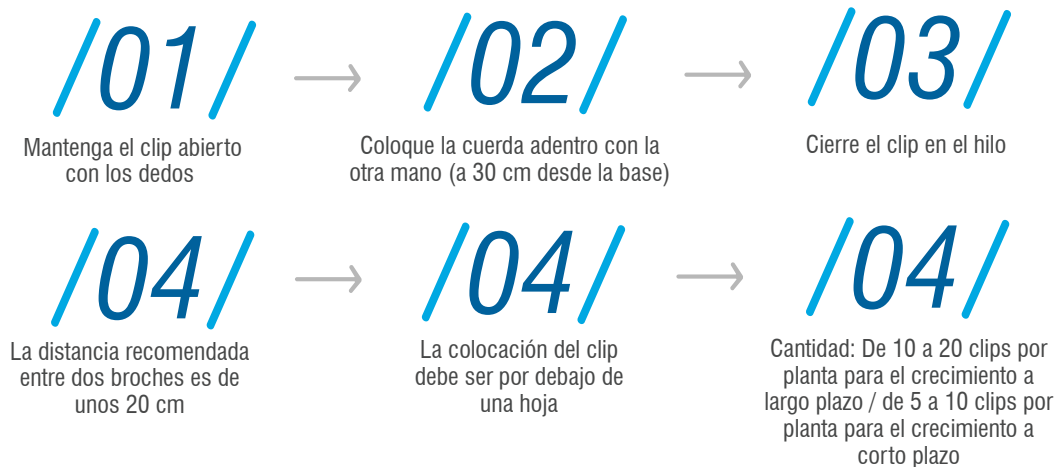 /01/
Mantenga el clip abierto
con los dedos
/02/
Coloque la cuerda adentro con la
otra mano (a 30 cm desde la base)
/03/
Cierre el clip en el hilo
/04/
La distancia recomendada
entre dos broches es de
unos 20 cm
/04/
La colocación del clip
debe ser por debajo de
una hoja
/04/
Cantidad: De 10 a 20 clips por
planta para el crecimiento a
largo plazo / de 5 a 10 clips por
planta para el crecimiento a
corto plazo